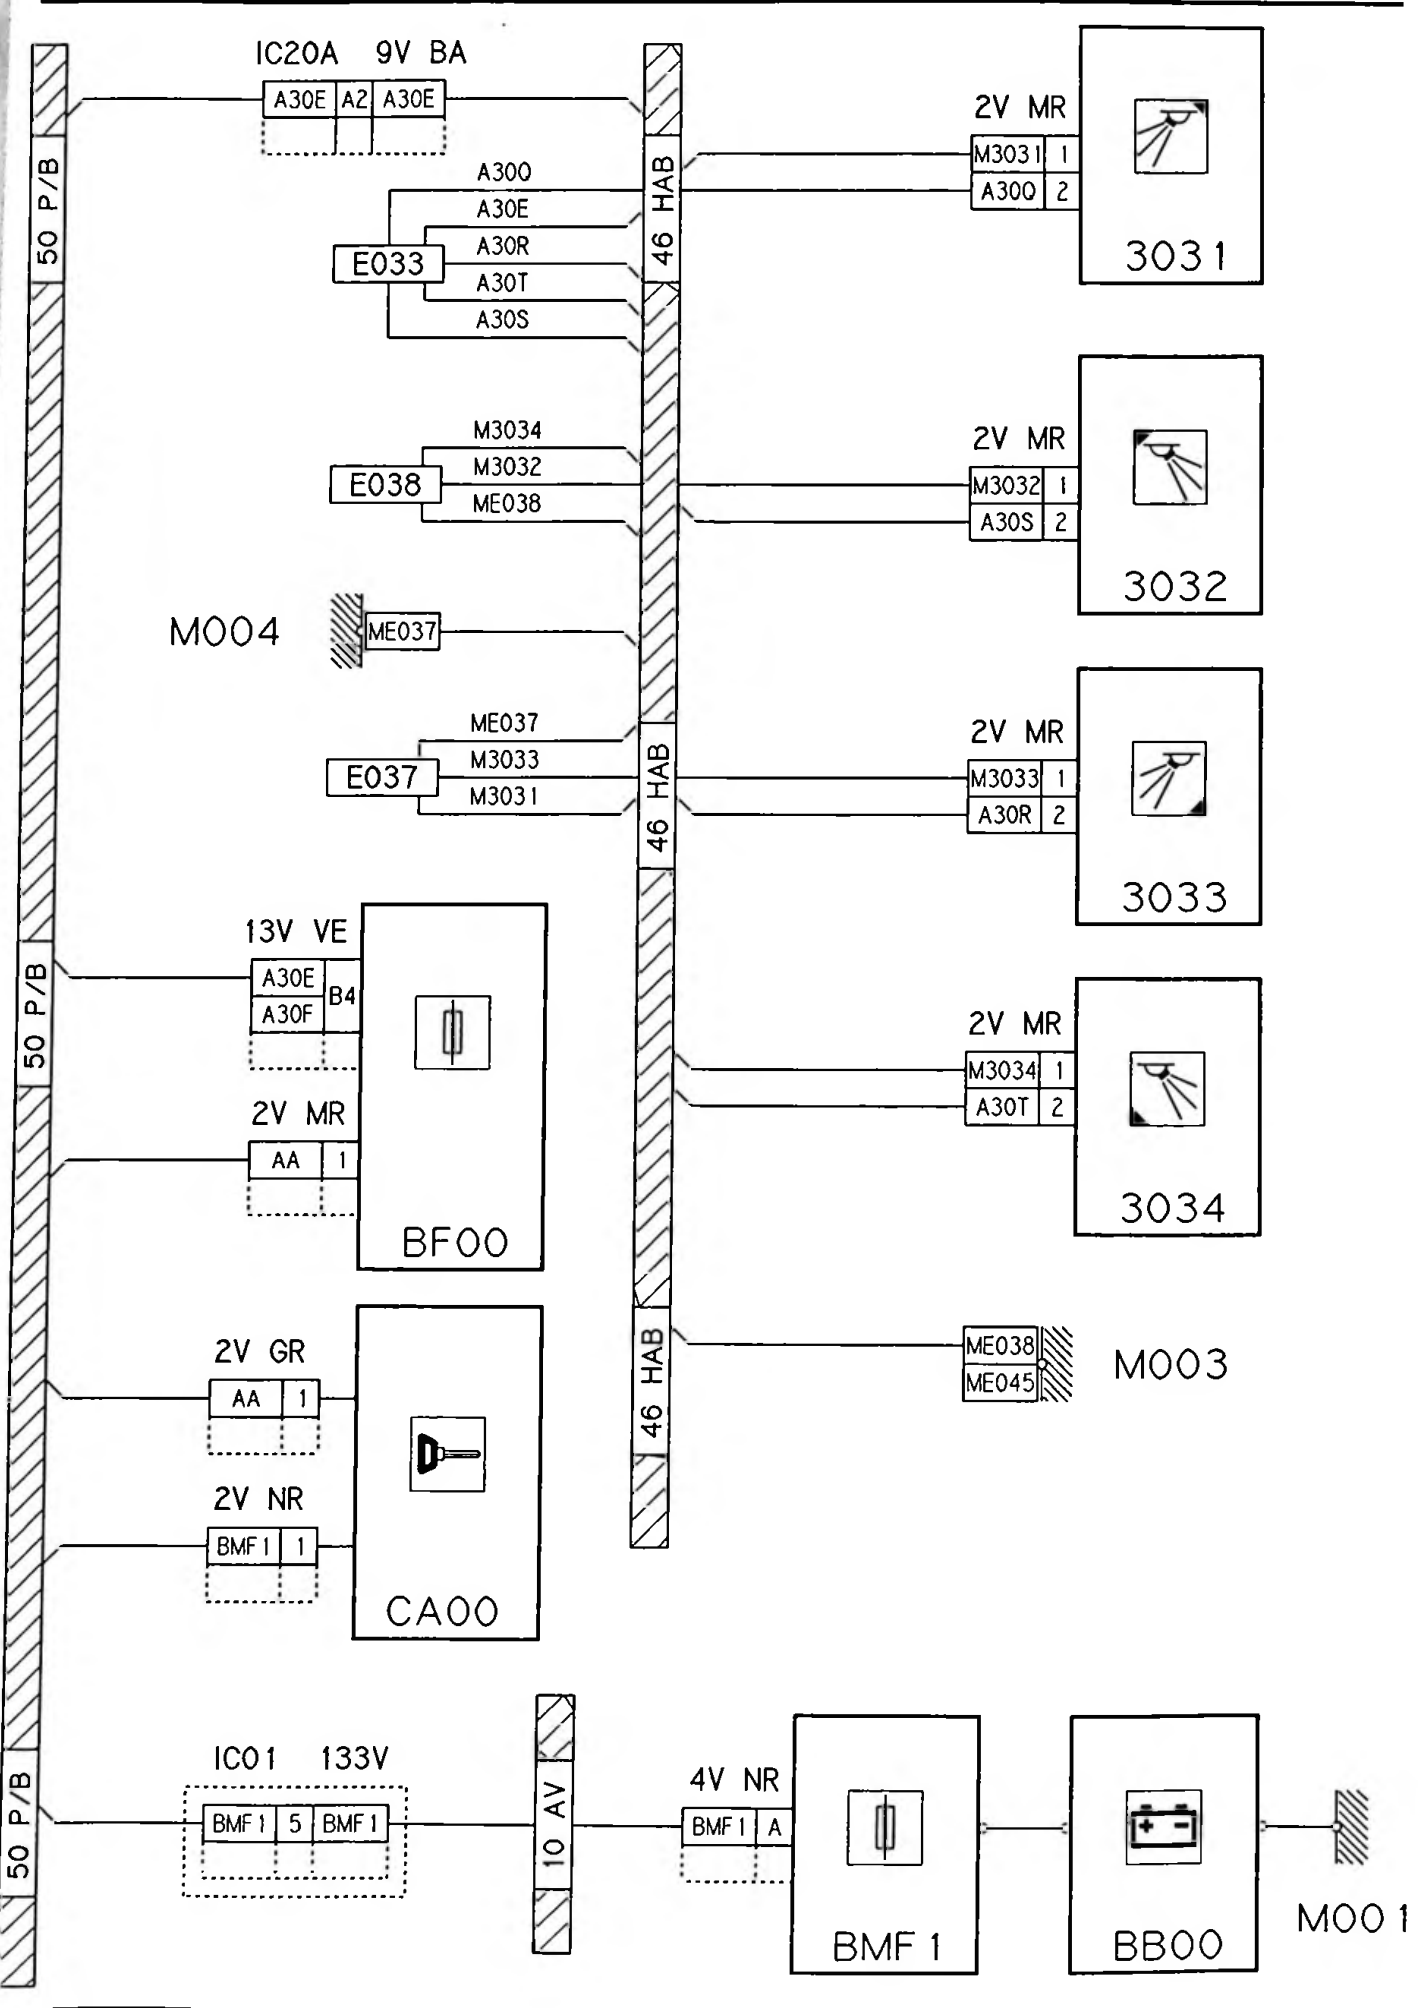 IC20A 9V BA
A30E A2 A30E
50 P/B
46 HAB
2V MR
M3031 1
A30Q 2
3031
A30Q
A30E
A30R
A30T
A30S
E033
2V MR
M3032 1
A30S 2
3032
M3034
M3032
ME038
E038
M004
ME037
ME037
M3033
M3031
E037
46 HAB
2V MR
M3033 1
A30R 2
3033
50 P/B
13V VE
A30E
A30F
B4
2V MR
AA 1
BF00
2V MR
M3034 1
A30T 2
3034
46 HAB
ME038
ME045
M003
2V GR
AA 1
2V NR
BMF1 1
CA00
50 P/B
IC01 133V
BMF1 5 BMF1
10 AV
4V NR
BMF1 A
BMF1
+ -
BB00
M001